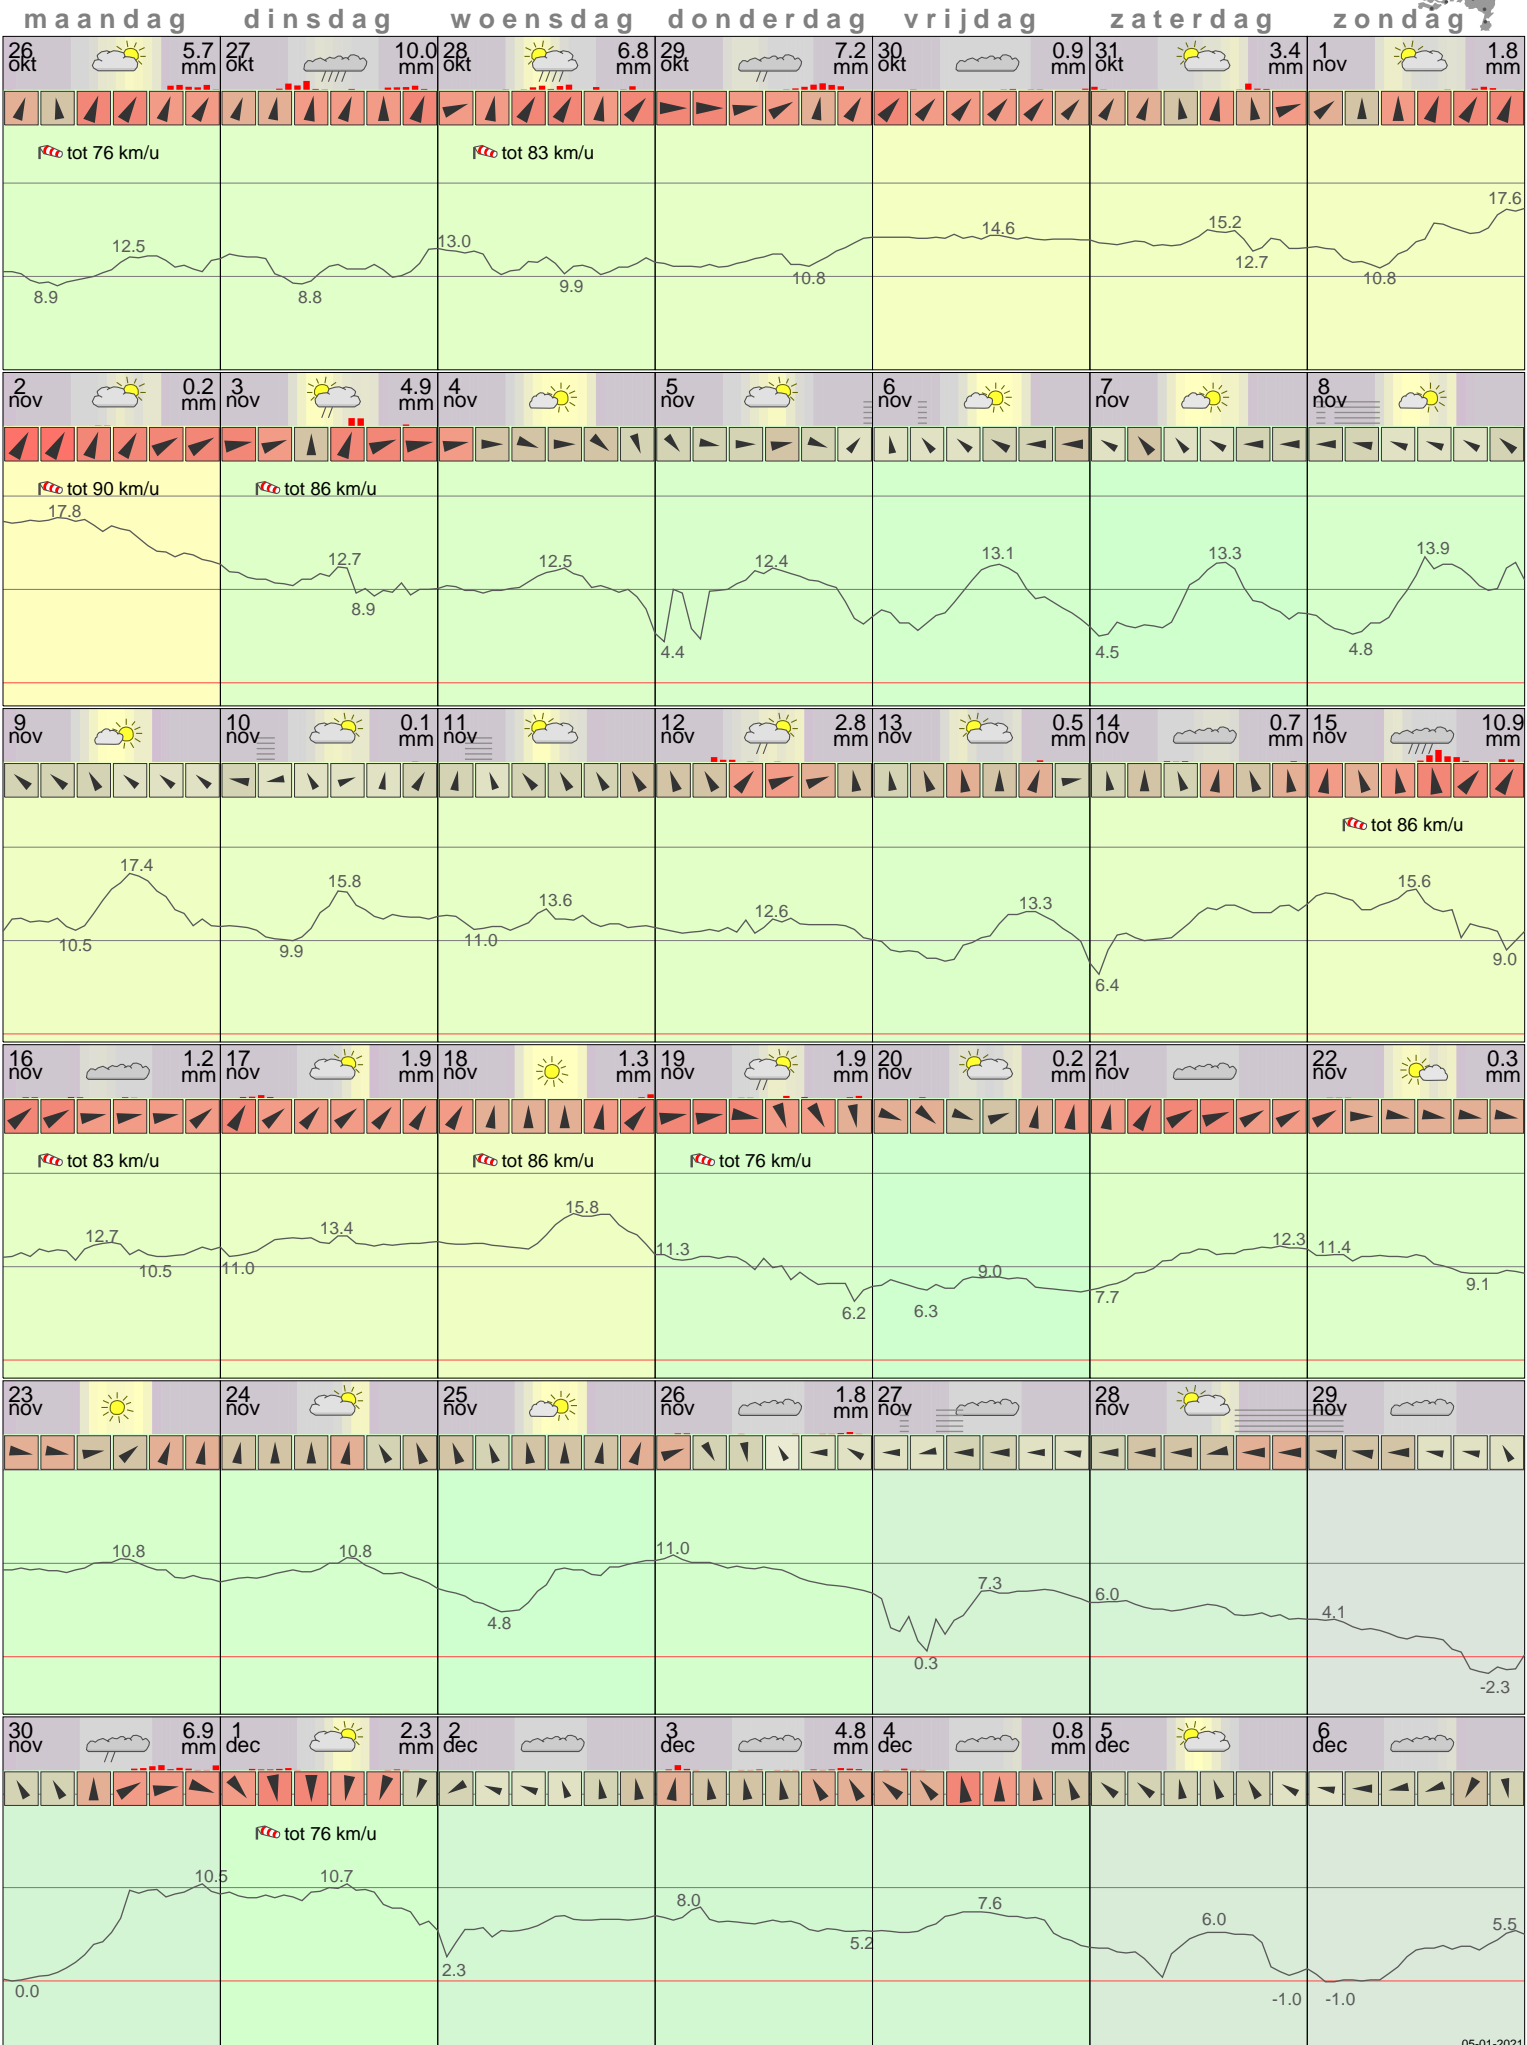 maandag dinsdag woensdag donderdag vrijdag zaterdag zondag
26 okt 5.7 mm 27 okt 10.0 mm 28 okt 6.8 mm 29 okt 7.2 mm 30 okt 0.9 mm 31 okt 3.4 mm 1 nov 1.8 mm
tot 76 km/u tot 83 km/u
12.5 8.9 8.8 13.0 9.9 10.8 14.6 15.2 12.7 10.8 17.6
2 nov 0.2 mm 3 nov 4.9 mm 4 nov 5 nov 6 nov 7 nov 8 nov
tot 90 km/u tot 86 km/u
17.8 12.7 8.9 12.5 4.4 12.4 13.1 4.5 13.3 4.8 13.9
9 nov 10 nov 0.1 mm 11 nov 12 nov 2.8 mm 13 nov 0.5 mm 14 nov 0.7 mm 15 nov 10.9 mm
tot 86 km/u
10.5 17.4 9.9 15.8 11.0 13.6 12.6 13.3 6.4 15.6 9.0
16 nov 1.2 mm 17 nov 1.9 mm 18 nov 1.3 mm 19 nov 1.9 mm 20 nov 0.2 mm 21 nov 22 nov 0.3 mm
tot 83 km/u tot 86 km/u tot 76 km/u
12.7 10.5 11.0 13.4 15.8 11.3 6.2 6.3 9.0 7.7 12.3 11.4 9.1
23 nov 24 nov 25 nov 26 nov 1.8 mm 27 nov 28 nov 29 nov
10.8 10.8 4.8 11.0 0.3 7.3 6.0 4.1 -2.3
30 nov 6.9 mm 1 dec 2.3 mm 2 dec 3 dec 4.8 mm 4 dec 0.8 mm 5 dec 6 dec
tot 76 km/u
0.0 10.5 10.7 2.3 8.0 5.2 7.6 6.0 -1.0 -1.0 5.5
05-01-2021